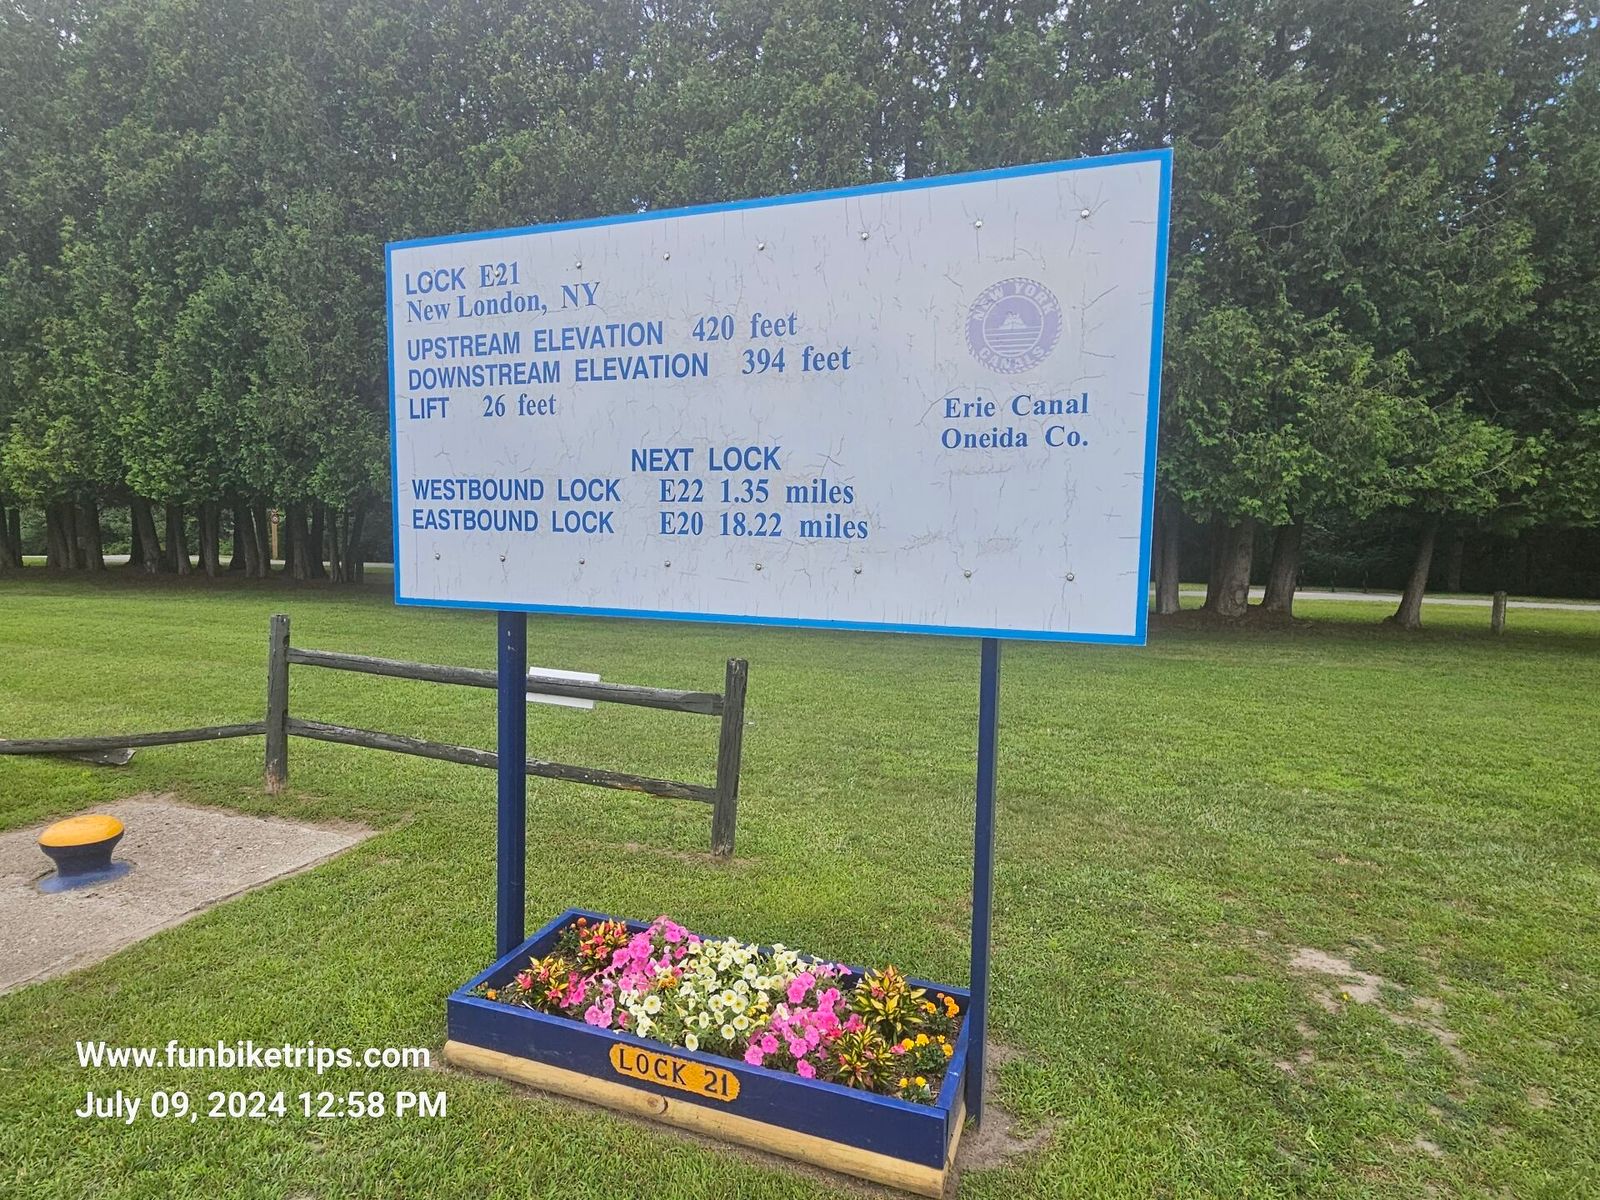 LOCK E21
New London, NY
UPSTREAM ELEVATION 420 feet
DOWNSTREAM ELEVATION 394 feet
LIFT 26 feet
NEW YORK
CANALS
Erie Canal
Oneida Co.
NEXT LOCK
WESTBOUND LOCK E22 1.35 miles
EASTBOUND LOCK E20 18.22 miles
LOCK 21
Www.funbiketrips.com
July 09, 2024 12:58 PM